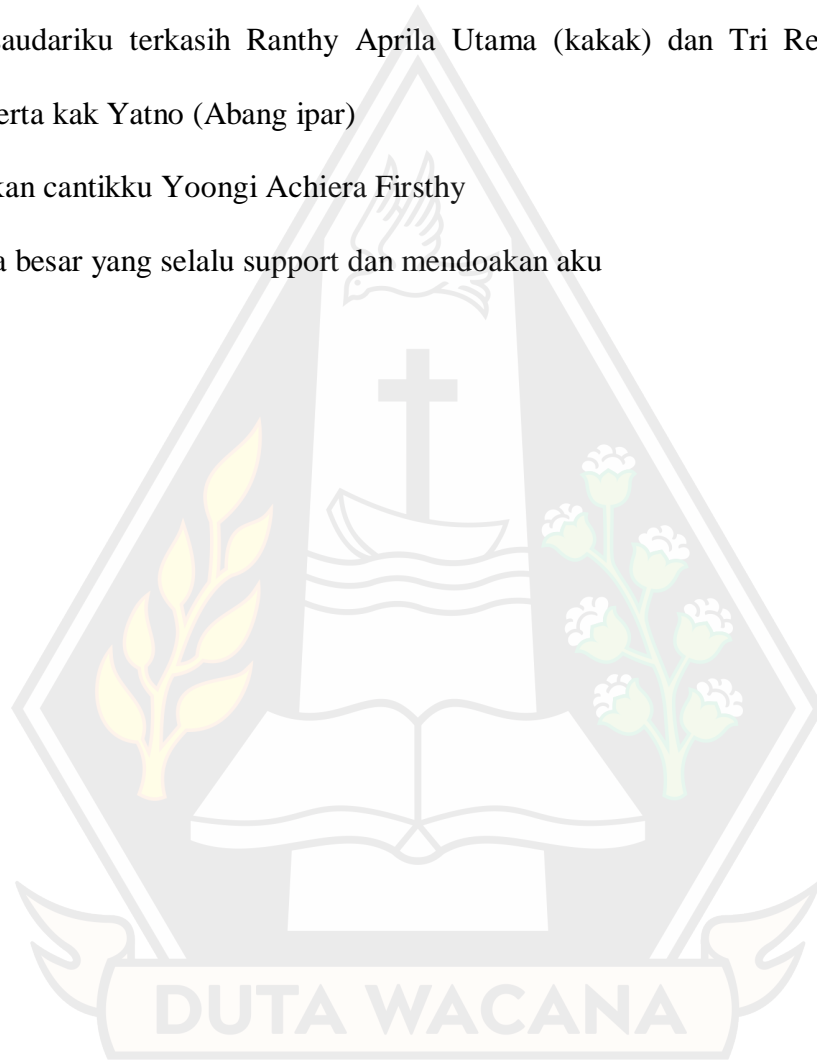 audariku terkasih Ranthy Aprila Utama (kakak) dan Tri Re
erta kak Yatno (Abang ipar)
kan cantikku Yoongi Achiera Firsthy
a besar yang selalu support dan mendoakan aku
DUTA WACANA